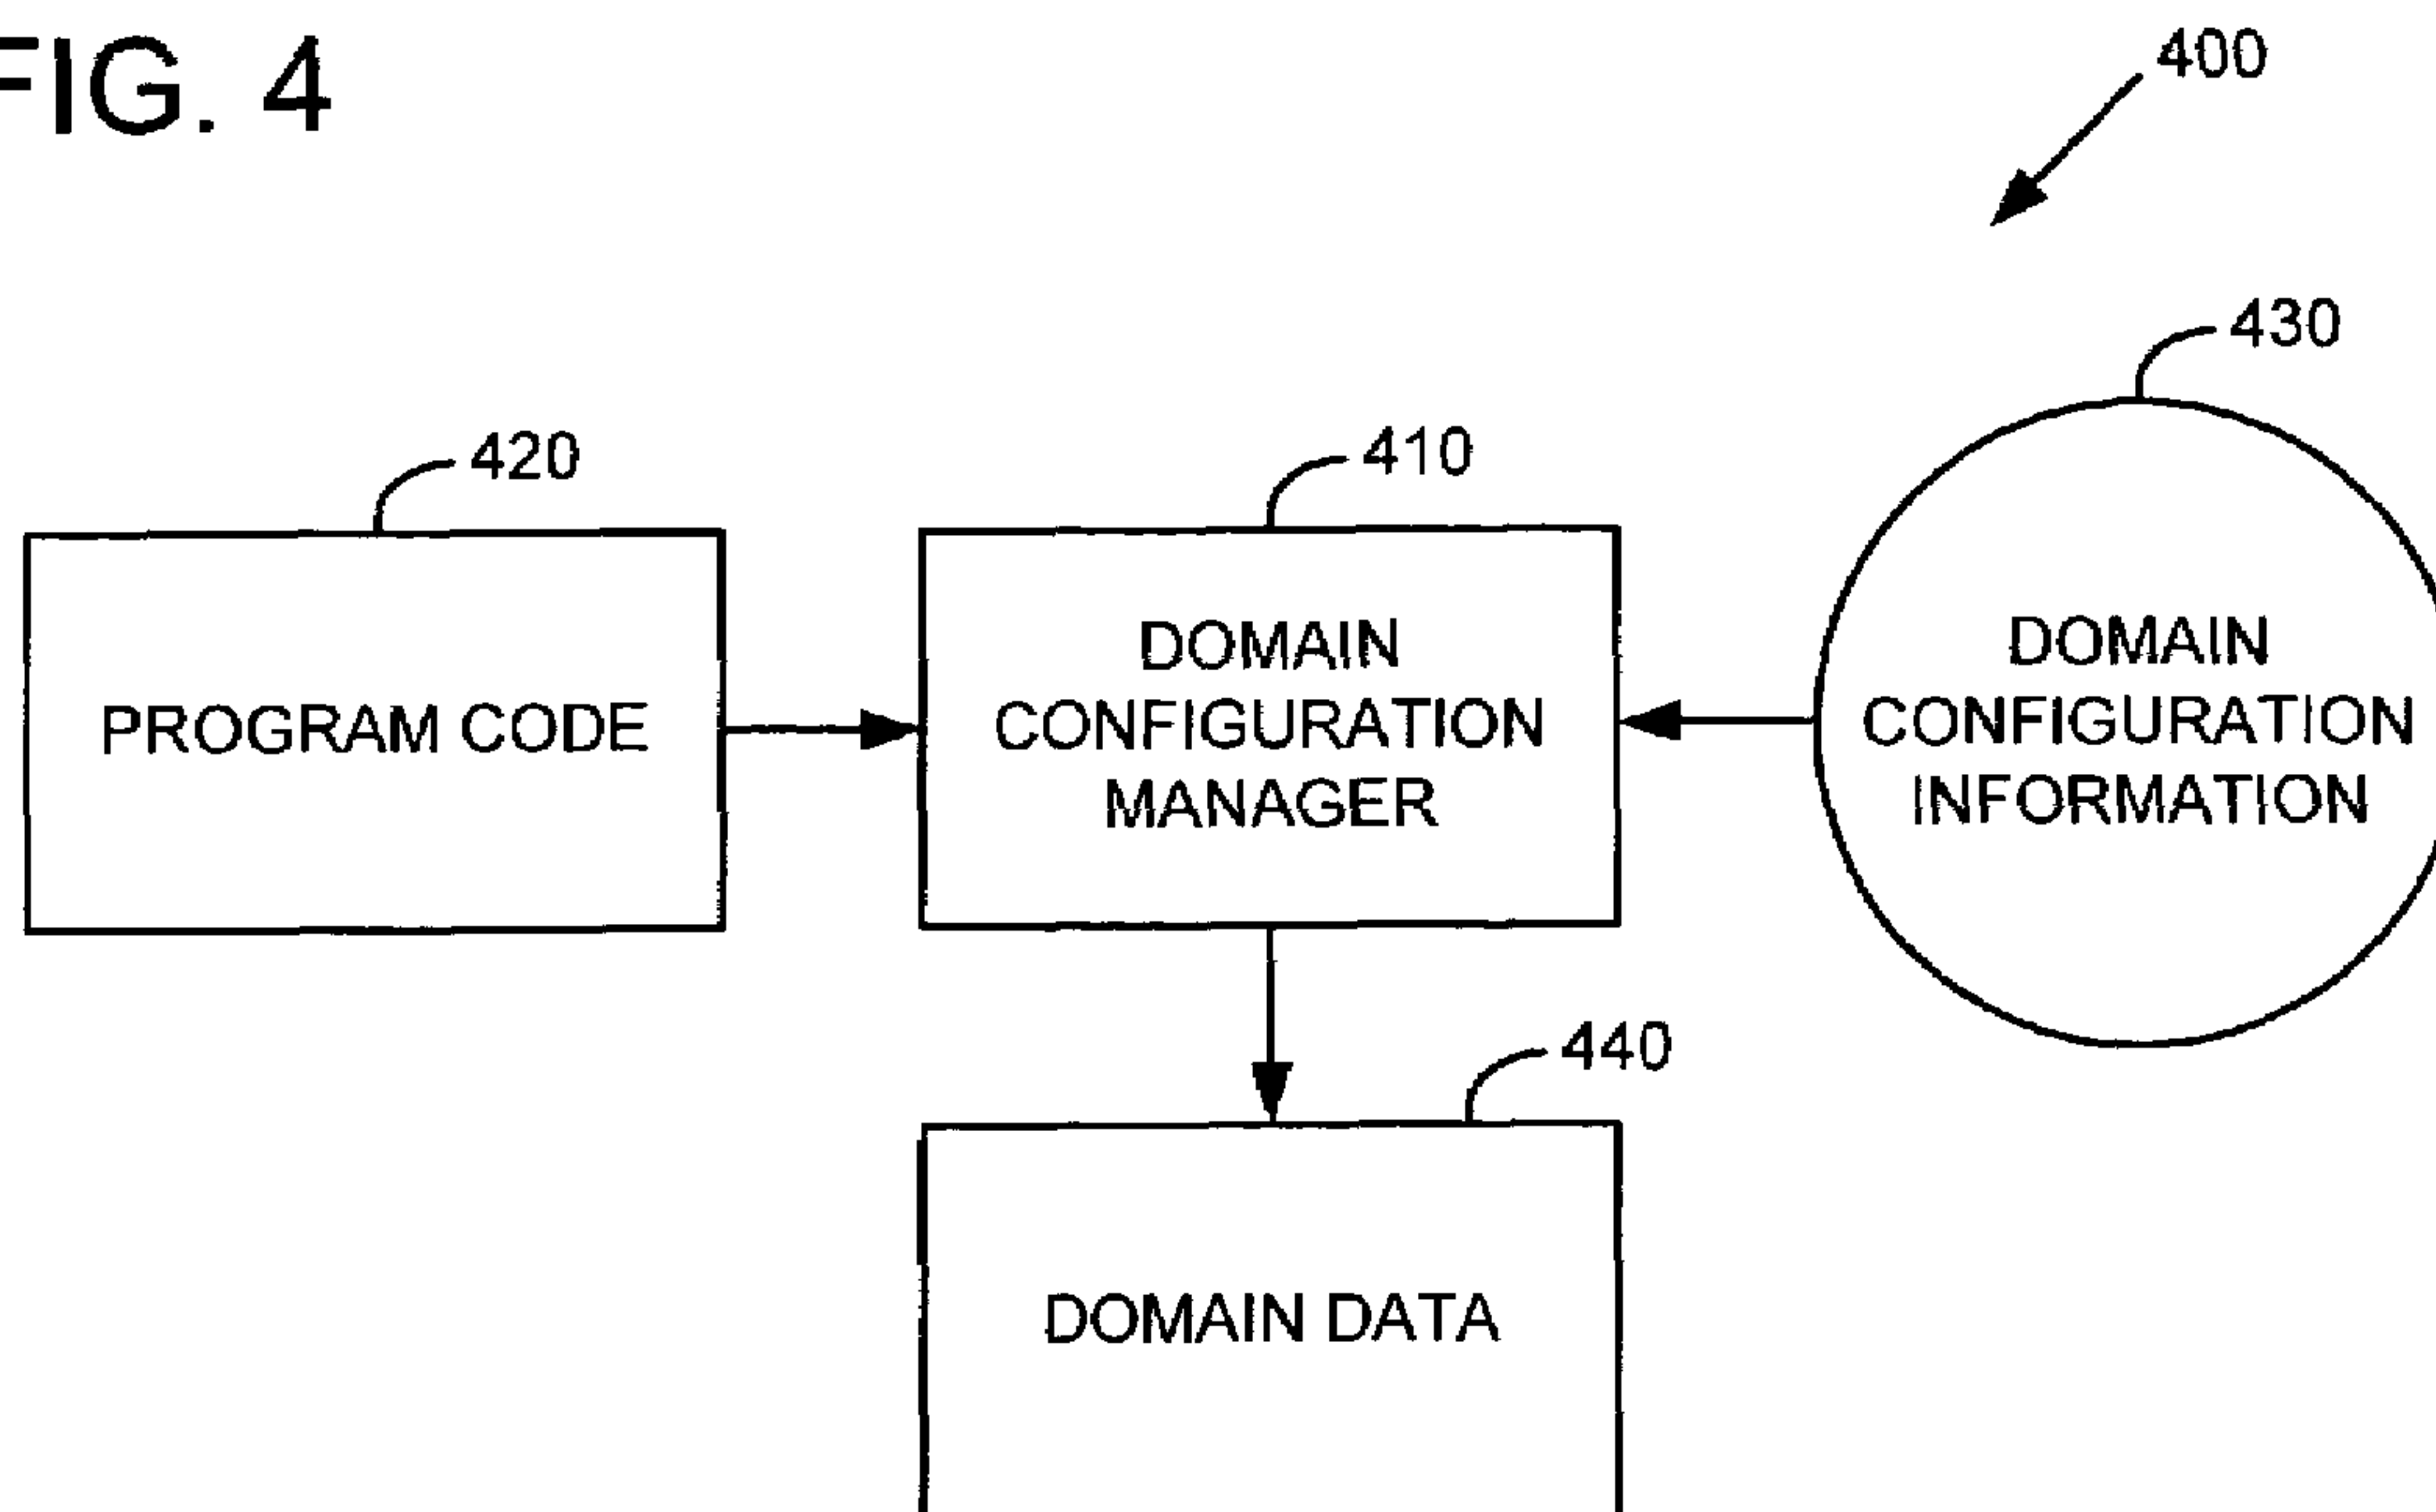 FIG. 4
400
430
420
410
PROGRAM CODE
DOMAIN
CONFIGURATION
MANAGER
DOMAIN
CONFIGURATION
INFORMATION
440
DOMAIN DATA